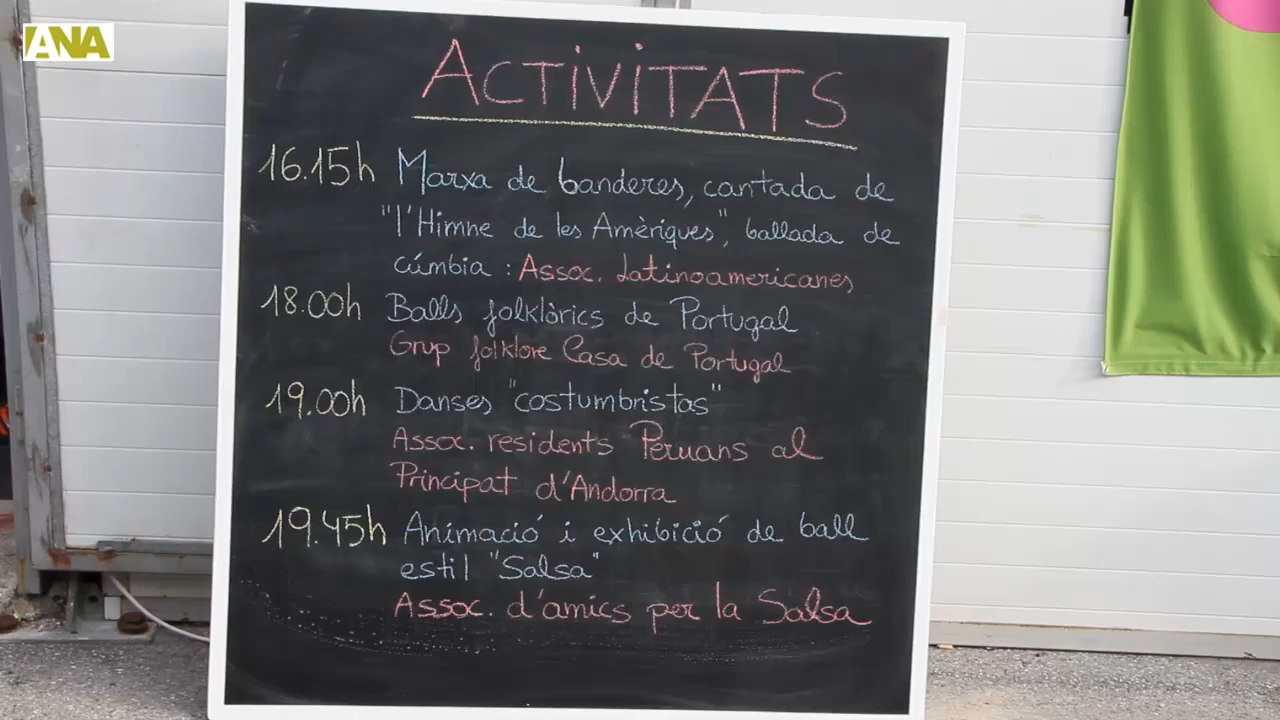 ANA
ACTIVITATS
16.15h Marxa de banderes, cantada de
"l'Himne de les Amèriques", ballada de
cúmbia : Assoc. Latinoamericanes
18.00h Balls folklòrics de Portugal
Grup folklore Casa de Portugal
19.00h Danses "costumbristas"
Assoc. residents Peruans al
Principat d'Andorra
19.45h Animació i exhibició de ball
estil "Salsa"
Assoc. d'amics per la Salsa